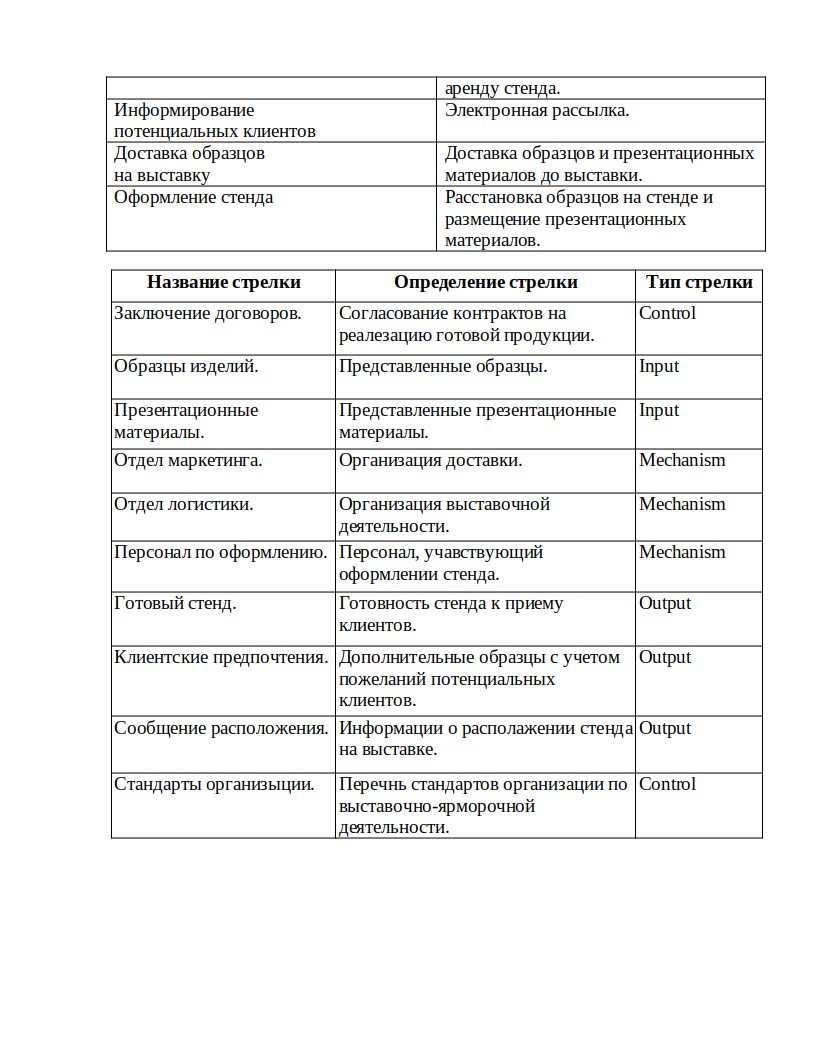 аренду стенда.
Информирование
потенциальных клиентов
Электронная рассылка.
Доставка образцов
на выставку
Доставка образцов и презентационных
материалов до выставки.
Оформление стенда
Расстановка образцов на стенде и
размещение презентационных
материалов.
Название стрелки
Определение стрелки
Тип стрелки
Заключение договоров.
Согласование контрактов на
реалезацию готовой продукции.
Control
Образцы изделий.
Представленные образцы.
Input
Презентационные
материалы.
Представленные презентационные
материалы.
Input
Отдел маркетинга.
Организация доставки.
Mechanism
Отдел логистики.
Организация выставочной
деятельности.
Mechanism
Персонал по оформлению.
Персонал, учавствующий
оформлении стенда.
Mechanism
Готовый стенд.
Готовность стенда к приему
клиентов.
Output
Клиентские предпочтения.
Дополнительные образцы с учетом
пожеланий потенциальных
клиентов.
Output
Сообщение расположения.
Информации о располажении стенда
на выставке.
Output
Стандарты организыции.
Перечнь стандартов организации по
выставочно-ярморочной
деятельности.
Control